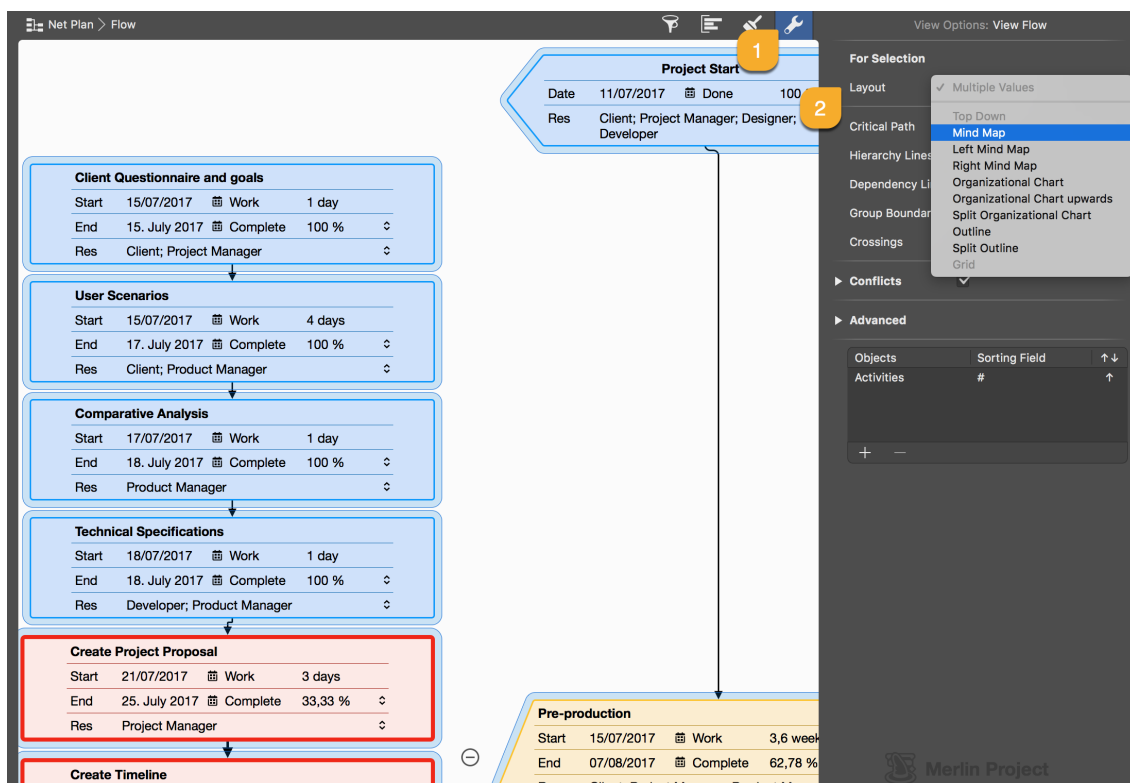 Net Plan > Flow
1
Project Start
Date 11/07/2017 Done 100
Res Client; Project Manager; Designer;
Developer
Client Questionnaire and goals
Start 15/07/2017 Work 1 day
End 15. July 2017 Complete 100 %
Res Client; Project Manager
User Scenarios
Start 15/07/2017 Work 4 days
End 17. July 2017 Complete 100 %
Res Client; Product Manager
Comparative Analysis
Start 17/07/2017 Work 1 day
End 18. July 2017 Complete 100 %
Res Product Manager
Technical Specifications
Start 18/07/2017 Work 1 day
End 18. July 2017 Complete 100 %
Res Developer; Product Manager
Create Project Proposal
Start 21/07/2017 Work 3 days
End 25. July 2017 Complete 33,33 %
Res Project Manager
Create Timeline
Pre-production
Start 15/07/2017 Work 3,6 week
End 07/08/2017 Complete 62,78 %
View Options: View Flow
For Selection
2
Layout ✓ Multiple Values
Top Down
Mind Map
Left Mind Map
Right Mind Map
Organizational Chart
Organizational Chart upwards
Split Organizational Chart
Outline
Split Outline
Grid
Critical Path
Hierarchy Lines
Dependency Li
Group Boundar
Crossings
Conflicts
Advanced
Objects Sorting Field ↑↓
Activities # ↑
+ −
Merlin Project